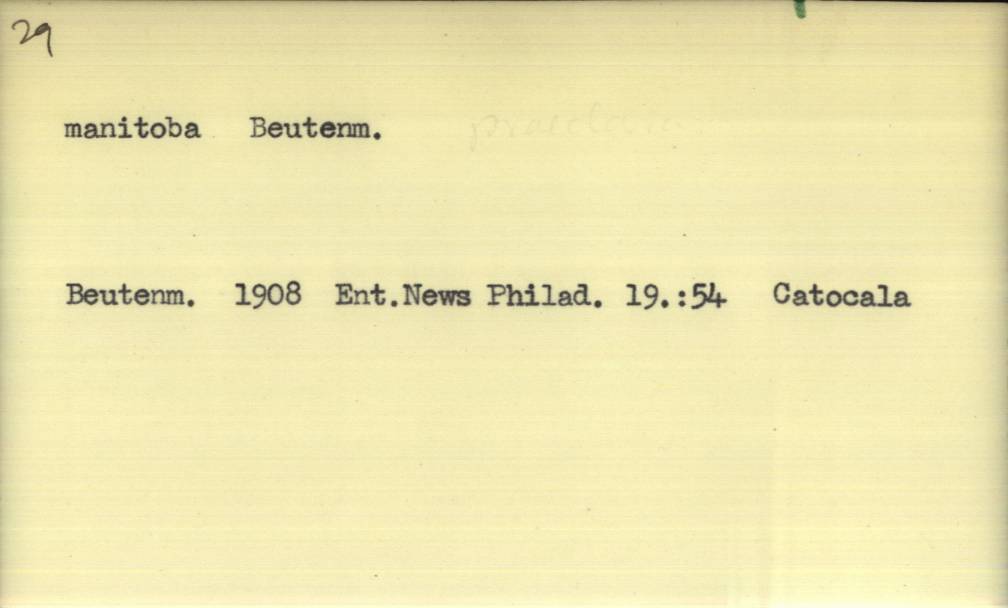 29
manitoba Beutenm.
Beutenm. 1908 Ent.News Philad. 19.:54 Catocala